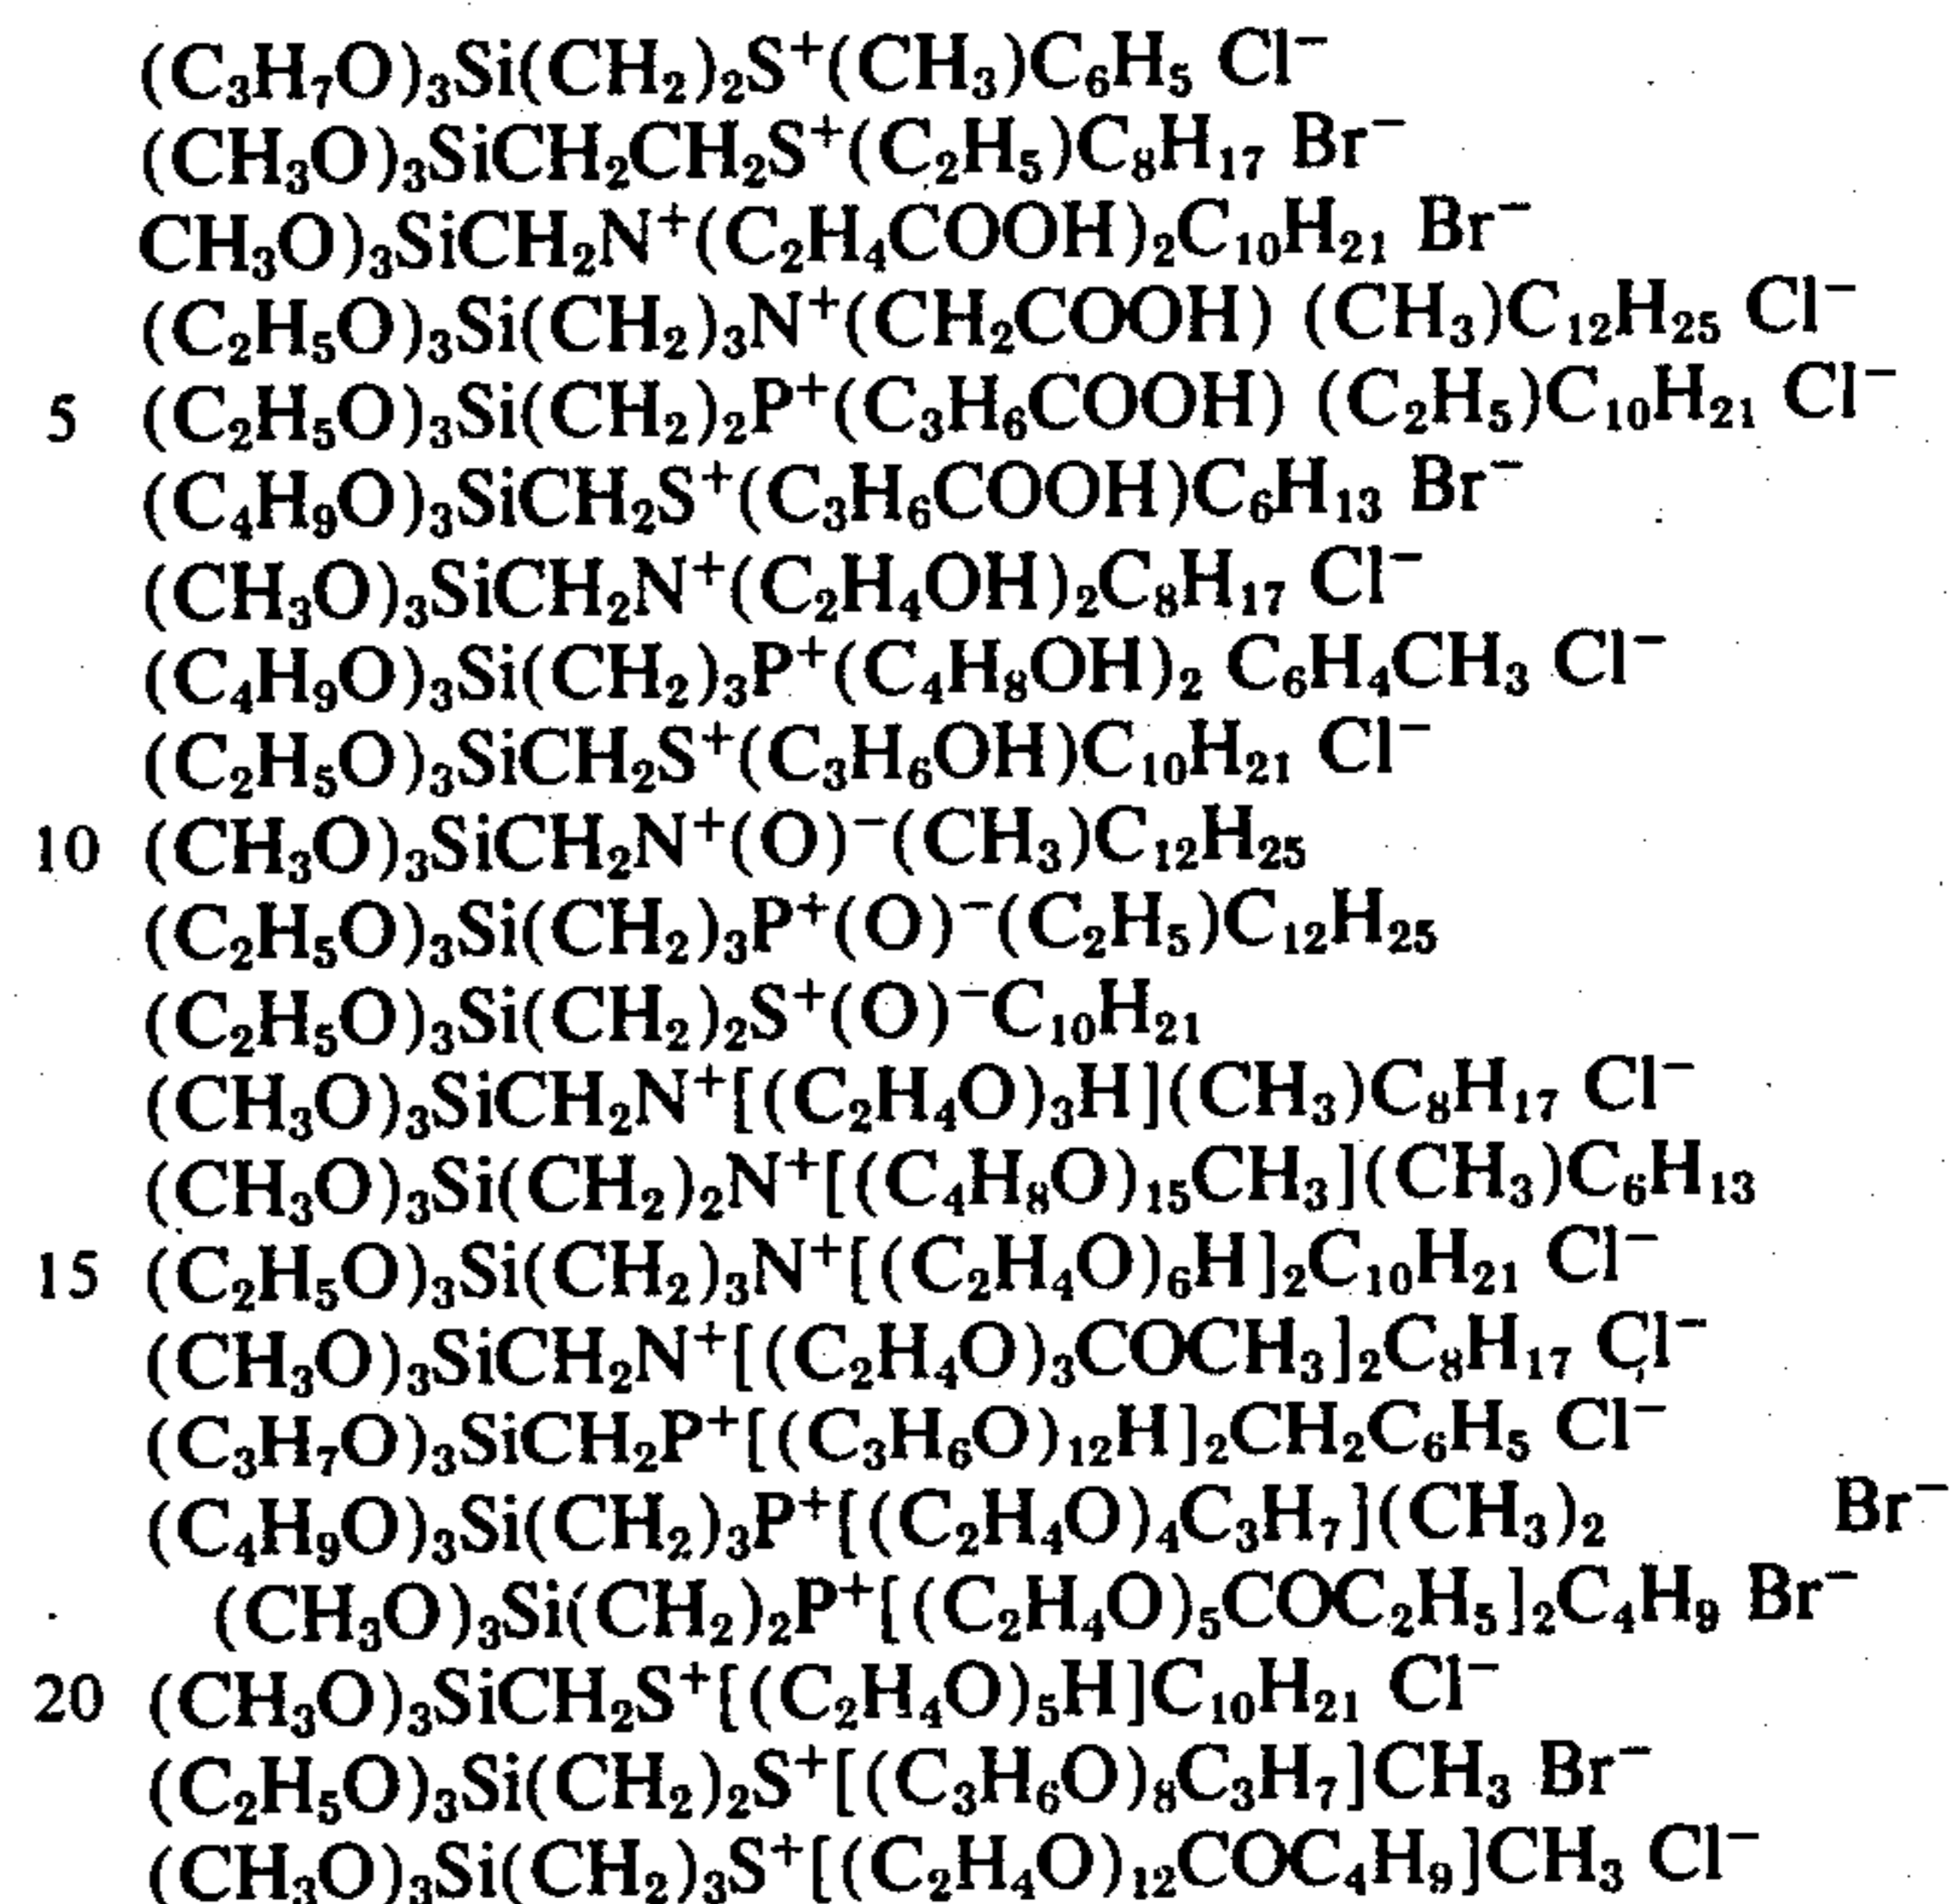 (C₃H₇O)₃Si(CH₂)₂S⁺(CH₃)C₆H₅ Cl⁻
(CH₃O)₃SiCH₂CH₂S⁺(C₂H₅)C₈H₁₇ Br⁻
CH₃O)₃SiCH₂N⁺(C₂H₄COOH)₂C₁₀H₂₁ Br⁻
(C₂H₅O)₃Si(CH₂)₃N⁺(CH₂COOH) (CH₃)C₁₂H₂₅ Cl⁻
5 (C₂H₅O)₃Si(CH₂)₂P⁺(C₃H₆COOH) (C₂H₅)C₁₀H₂₁ Cl⁻
(C₄H₉O)₃SiCH₂S⁺(C₃H₆COOH)C₆H₁₃ Br⁻
(CH₃O)₃SiCH₂N⁺(C₂H₄OH)₂C₈H₁₇ Cl⁻
(C₄H₉O)₃Si(CH₂)₃P⁺(C₄H₈OH)₂ C₆H₄CH₃ Cl⁻
(C₂H₅O)₃SiCH₂S⁺(C₃H₆OH)C₁₀H₂₁ Cl⁻
10 (CH₃O)₃SiCH₂N⁺(O)⁻(CH₃)C₁₂H₂₅
(C₂H₅O)₃Si(CH₂)₃P⁺(O)⁻(C₂H₅)C₁₂H₂₅
(C₂H₅O)₃Si(CH₂)₂S⁺(O)⁻C₁₀H₂₁
(CH₃O)₃SiCH₂N⁺[(C₂H₄O)₃H](CH₃)C₈H₁₇ Cl⁻
(CH₃O)₃Si(CH₂)₂N⁺[(C₄H₈O)₁₅CH₃](CH₃)C₆H₁₃
15 (C₂H₅O)₃Si(CH₂)₃N⁺[(C₂H₄O)₆H]₂C₁₀H₂₁ Cl⁻
(CH₃O)₃SiCH₂N⁺[(C₂H₄O)₃COCH₃]₂C₈H₁₇ Cl⁻
(C₃H₇O)₃SiCH₂P⁺[(C₃H₆O)₁₂H]₂CH₂C₆H₅ Cl⁻
(C₄H₉O)₃Si(CH₂)₃P⁺[(C₂H₄O)₄C₃H₇](CH₃)₂ Br⁻
(CH₃O)₃Si(CH₂)₂P⁺[(C₂H₄O)₅COC₂H₅]₂C₄H₉ Br⁻
20 (CH₃O)₃SiCH₂S⁺[(C₂H₄O)₅H]C₁₀H₂₁ Cl⁻
(C₂H₅O)₃Si(CH₂)₂S⁺[(C₃H₆O)₈C₃H₇]CH₃ Br⁻
(CH₃O)₃Si(CH₂)₃S⁺[(C₂H₄O)₁₂COC₄H₉]CH₃ Cl⁻